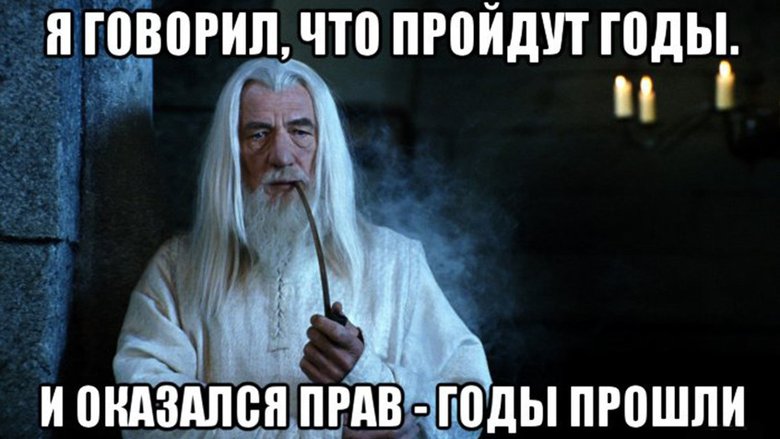 Я ГОВОРИЛ, ЧТО ПРОЙДУТ ГОДЫ.
И ОКАЗАЛСЯ ПРАВ - ГОДЫ ПРОШЛИ